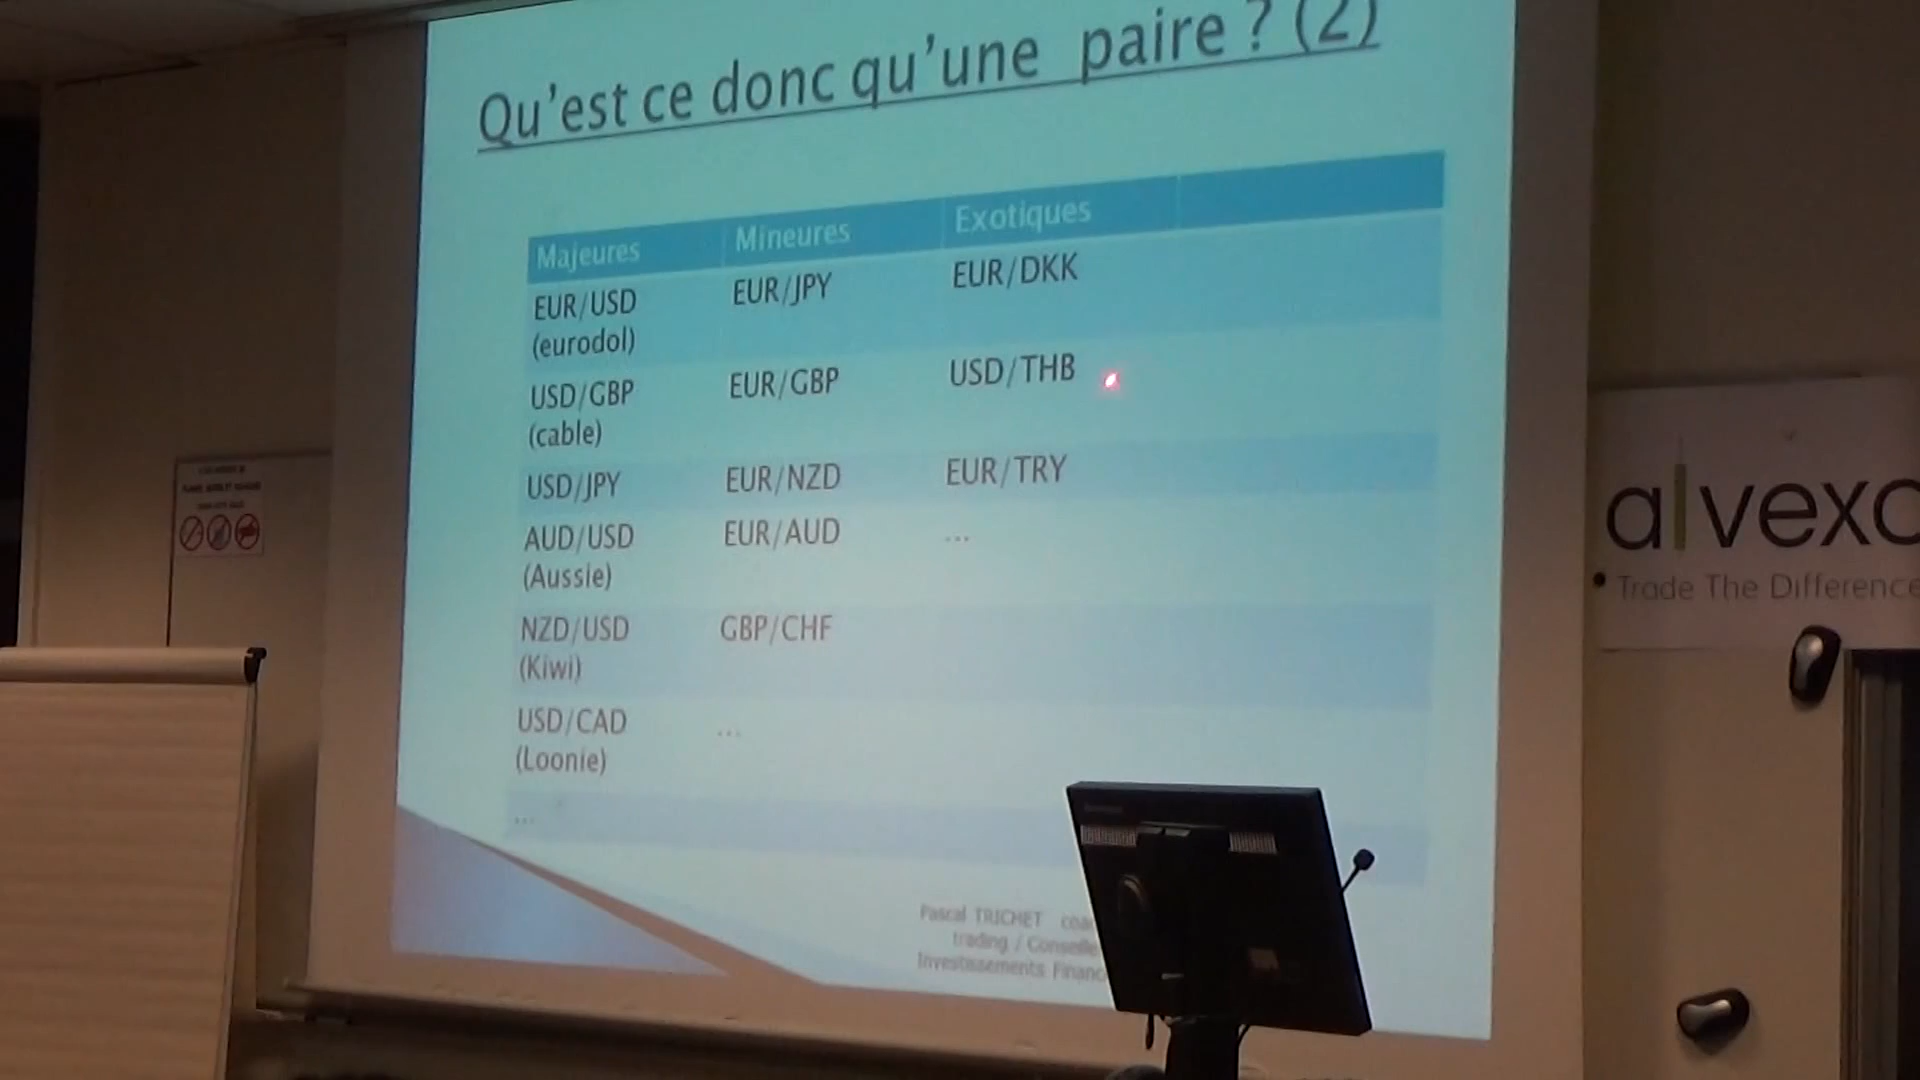 Qu'est ce donc qu'une paire ? (2)
Majeures Mineures Exotiques
EUR/USD EUR/JPY EUR/DKK
(eurodol)
USD/GBP EUR/GBP USD/THB
(cable)
USD/JPY EUR/NZD EUR/TRY
AUD/USD EUR/AUD ...
(Aussie)
NZD/USD GBP/CHF
(Kiwi)
USD/CAD ...
(Loonie)
...
Pascal TRICHET
trading /
Investissements
alvexo
Trade The Difference